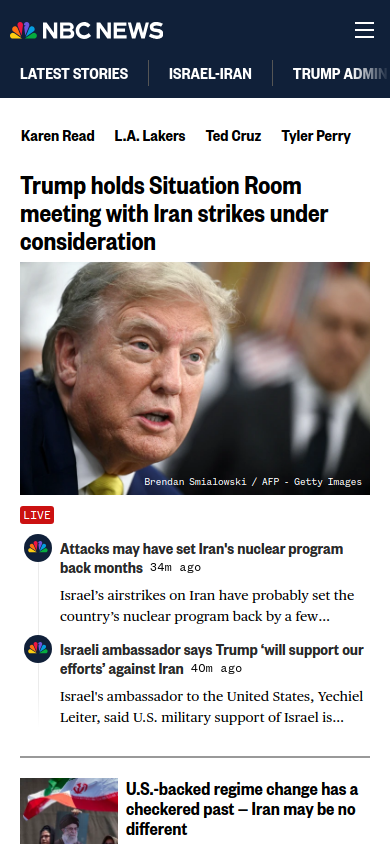 NBC NEWS
LATEST STORIES
ISRAEL-IRAN
TRUMP ADMIN
Karen Read
L.A. Lakers
Ted Cruz
Tyler Perry
Trump holds Situation Room
meeting with Iran strikes under
consideration
Brendan Smialowski / AFP - Getty Images
LIVE
Attacks may have set Iran's nuclear program
back months 34m ago
Israel’s airstrikes on Iran have probably set the
country’s nuclear program back by a few...
Israeli ambassador says Trump ‘will support our
efforts’ against Iran 40m ago
Israel's ambassador to the United States, Yechiel
Leiter, said U.S. military support of Israel is...
U.S.-backed regime change has a
checkered past — Iran may be no
different